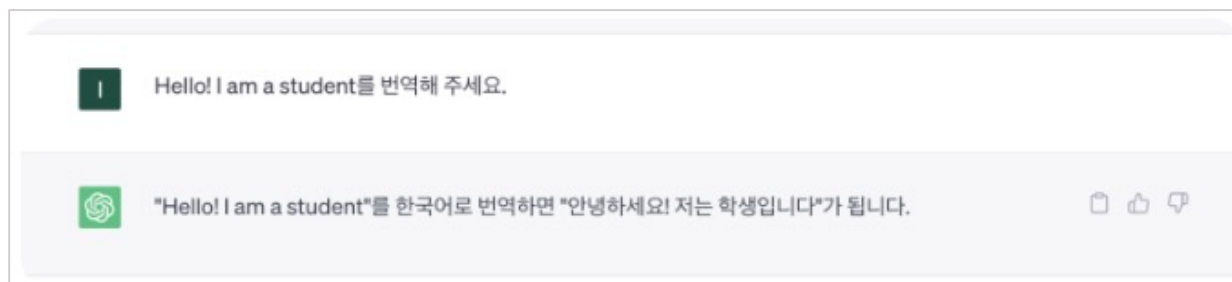 I
Hello! I am a student를 번역해 주세요.
"Hello! I am a student"를 한국어로 번역하면 "안녕하세요! 저는 학생입니다"가 됩니다.